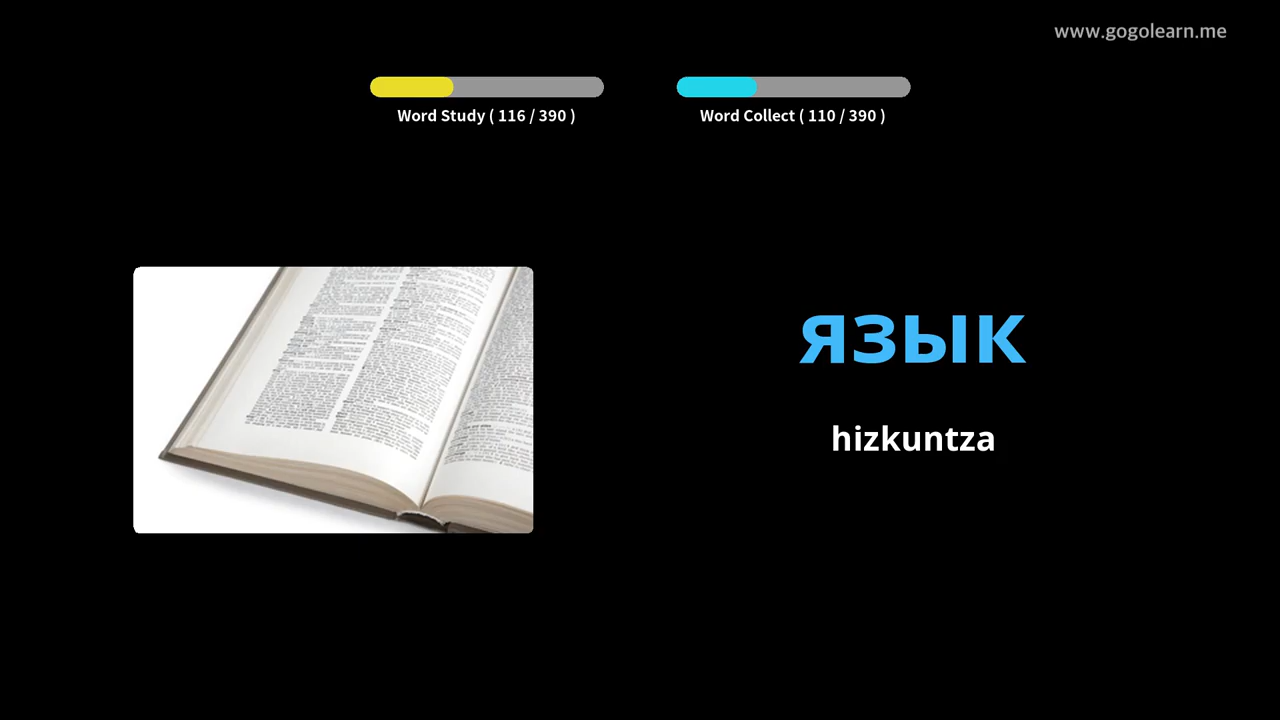 www.gogolearn.me
Word Study ( 116 / 390 )
Word Collect ( 110 / 390 )
язык
hizkuntza